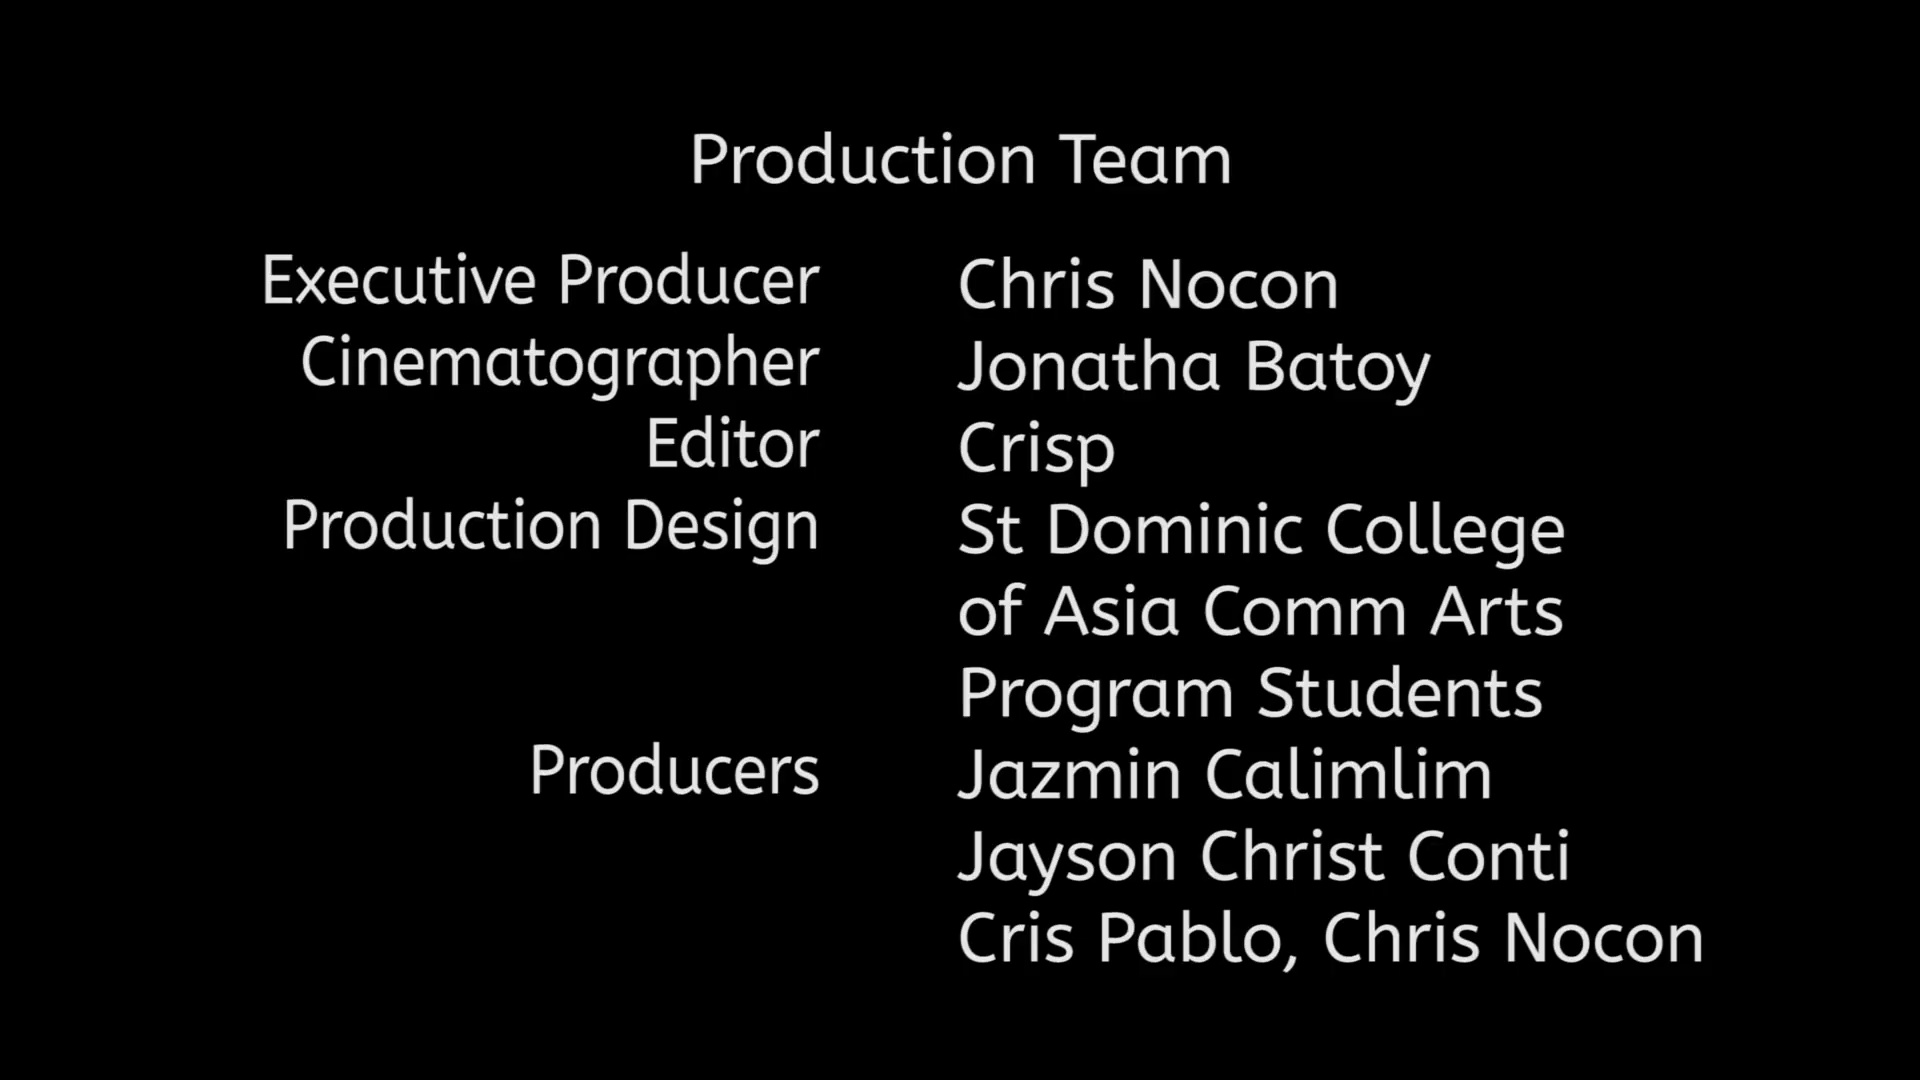 Production Team
Executive Producer Chris Nocon
Cinematographer Jonatha Batoy
Editor Crisp
Production Design St Dominic College
of Asia Comm Arts
Program Students
Producers Jazmin Calimlim
Jayson Christ Conti
Cris Pablo, Chris Nocon